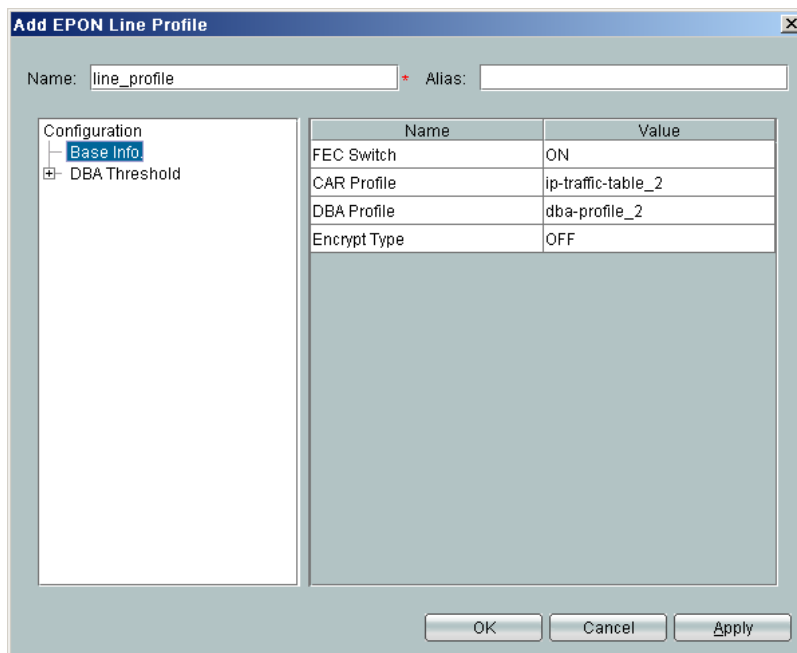 Add EPON Line Profile
Name: line_profile * Alias:
Configuration
Base Info.
DBA Threshold
Name Value
FEC Switch ON
CAR Profile ip-traffic-table_2
DBA Profile dba-profile_2
Encrypt Type OFF
OK Cancel Apply